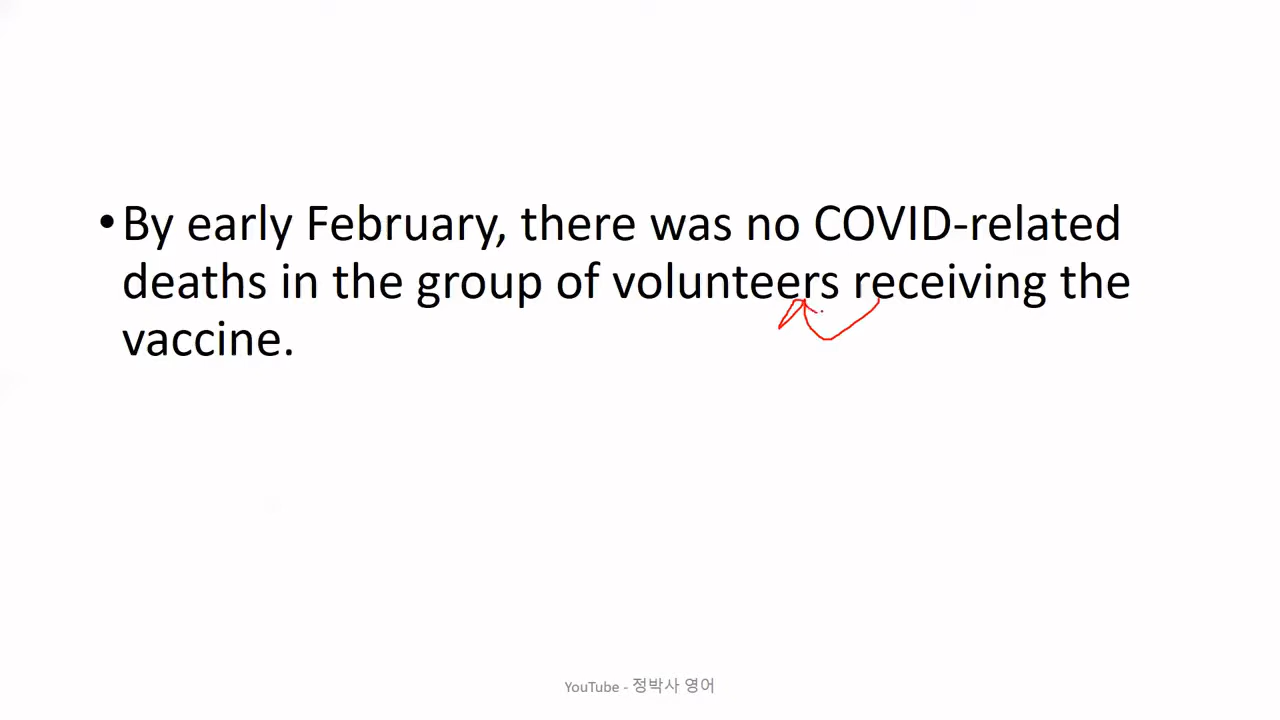 •By early February, there was no COVID-related
deaths in the group of volunteers receiving the
vaccine.
YouTube - 정박사 영어